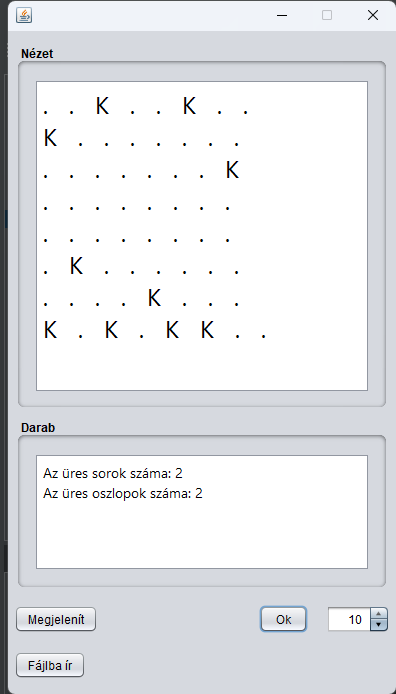 Nézet
. . K . . K . .
K . . . . . . .
. . . . . . . K
. . . . . . . .
. . . . . . . .
. K . . . . . .
. . . . K . . .
K . K . K K . .
Darab
Az üres sorok száma: 2
Az üres oszlopok száma: 2
Megjelenít Ok 10
Fájlba ír